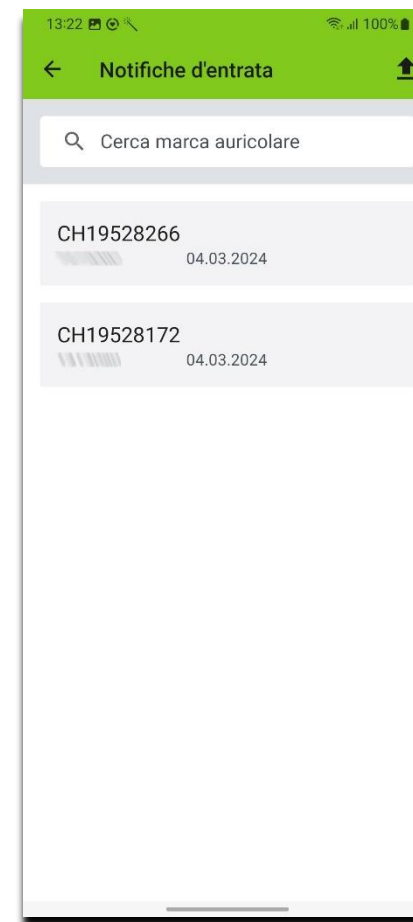 13:22 100%
Notifiche d'entrata
Cerca marca auricolare
CH19528266
04.03.2024
CH19528172
04.03.2024